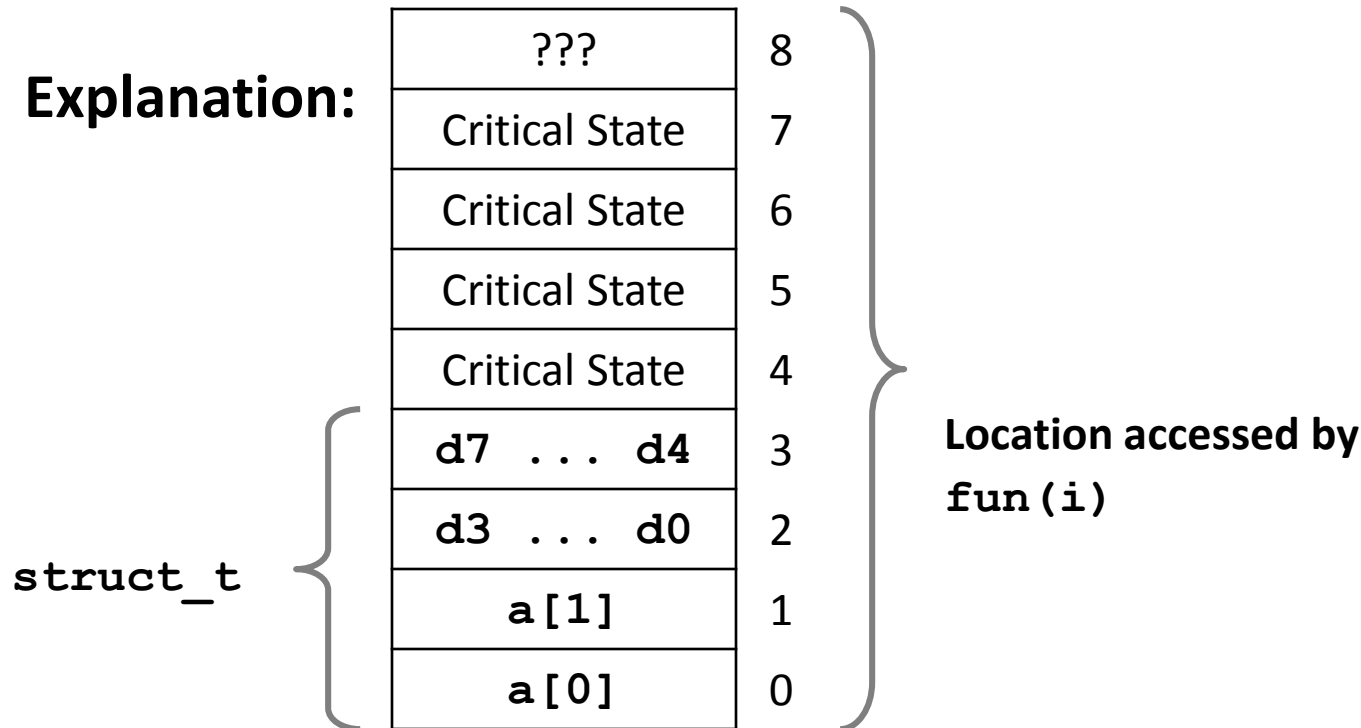 Explanation:
??? 8
Critical State 7
Critical State 6
Critical State 5
Critical State 4
d7 ... d4 3
d3 ... d0 2
a[1] 1
a[0] 0
struct_t
Location accessed by
fun(i)